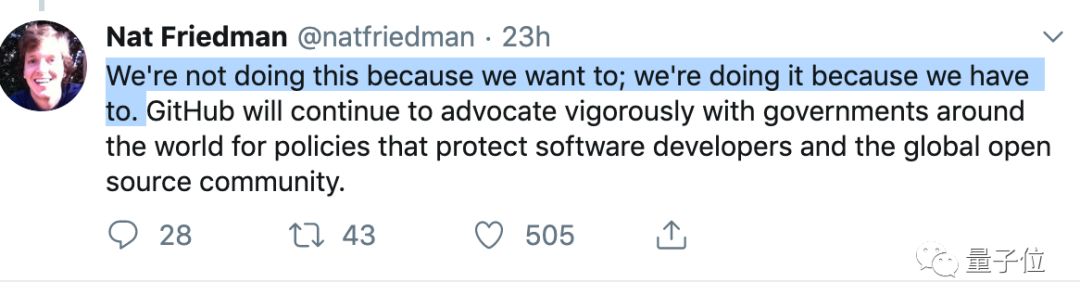 Nat Friedman @natfriedman · 23h
We're not doing this because we want to; we're doing it because we have
to. GitHub will continue to advocate vigorously with governments around
the world for policies that protect software developers and the global open
source community.
28 43 505
量子位